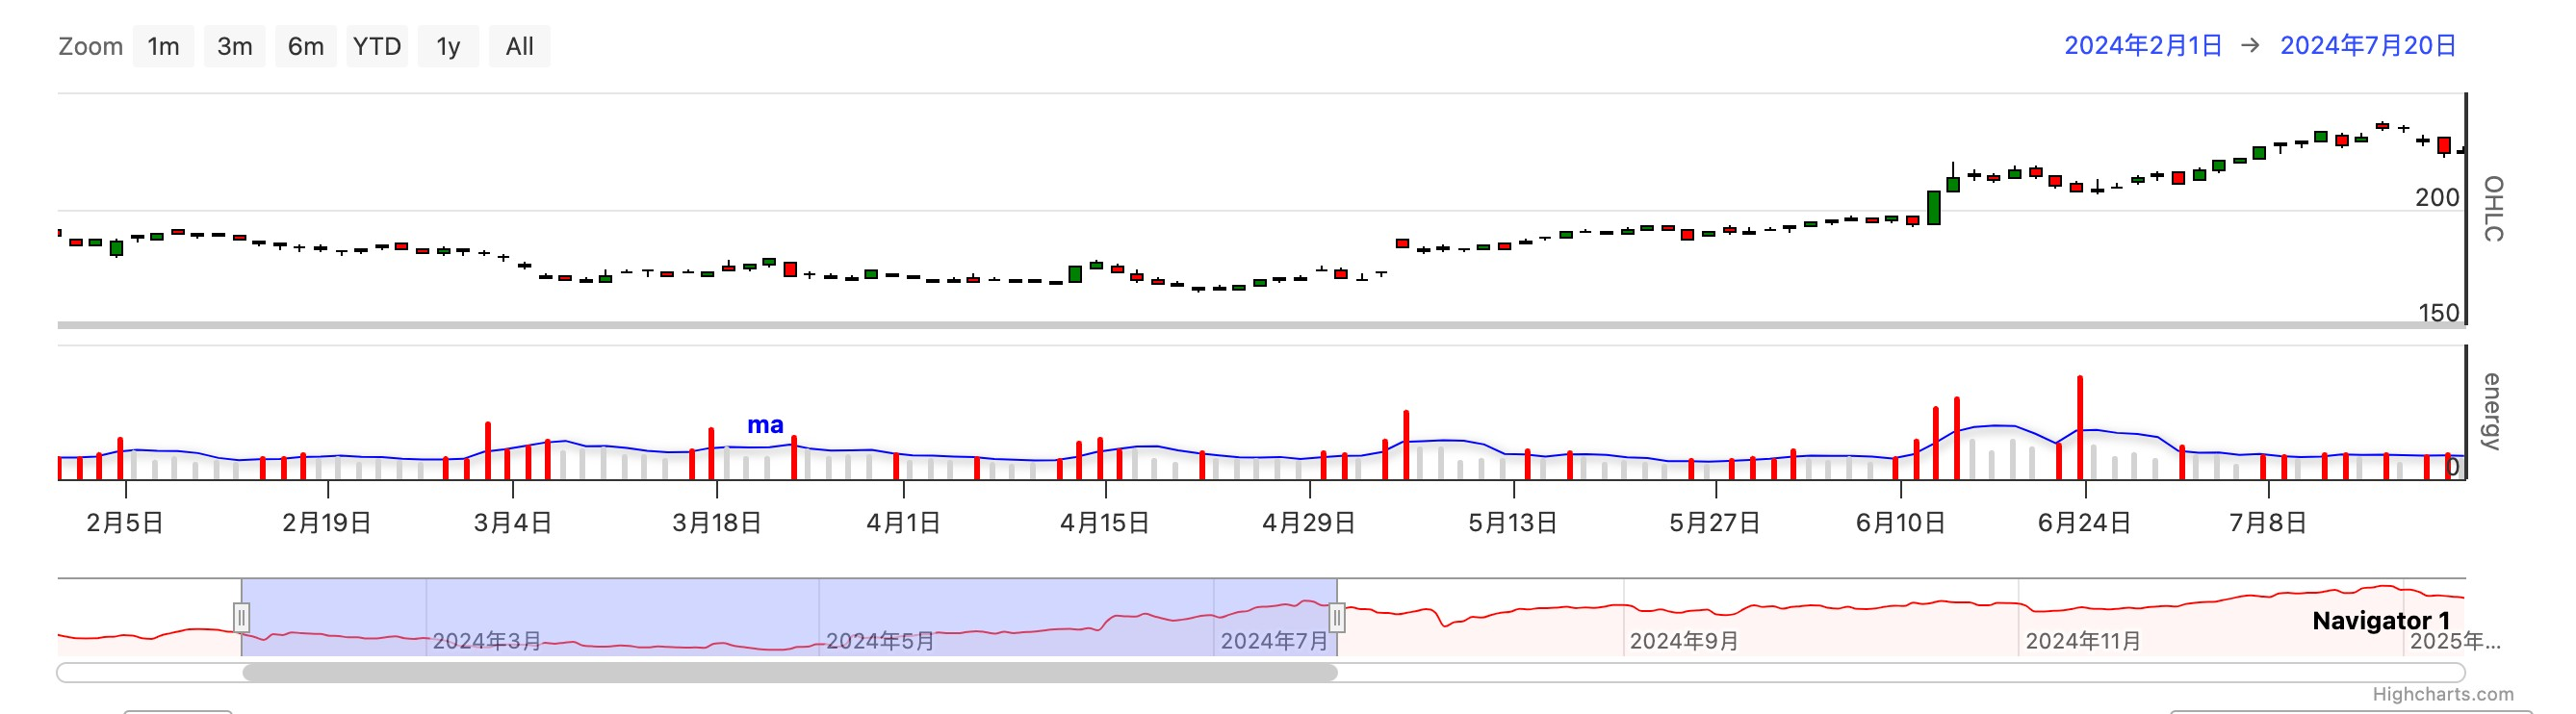 Zoom 1m 3m 6m YTD 1y All
2024年2月1日 → 2024年7月20日
200
OHLC
150
ma
energy
0
2月5日 2月19日 3月4日 3月18日 4月1日 4月15日 4月29日 5月13日 5月27日 6月10日 6月24日 7月8日
Navigator 1
2024年3月 2024年5月 2024年7月 2024年9月 2024年11月 2025年...
Highcharts.com